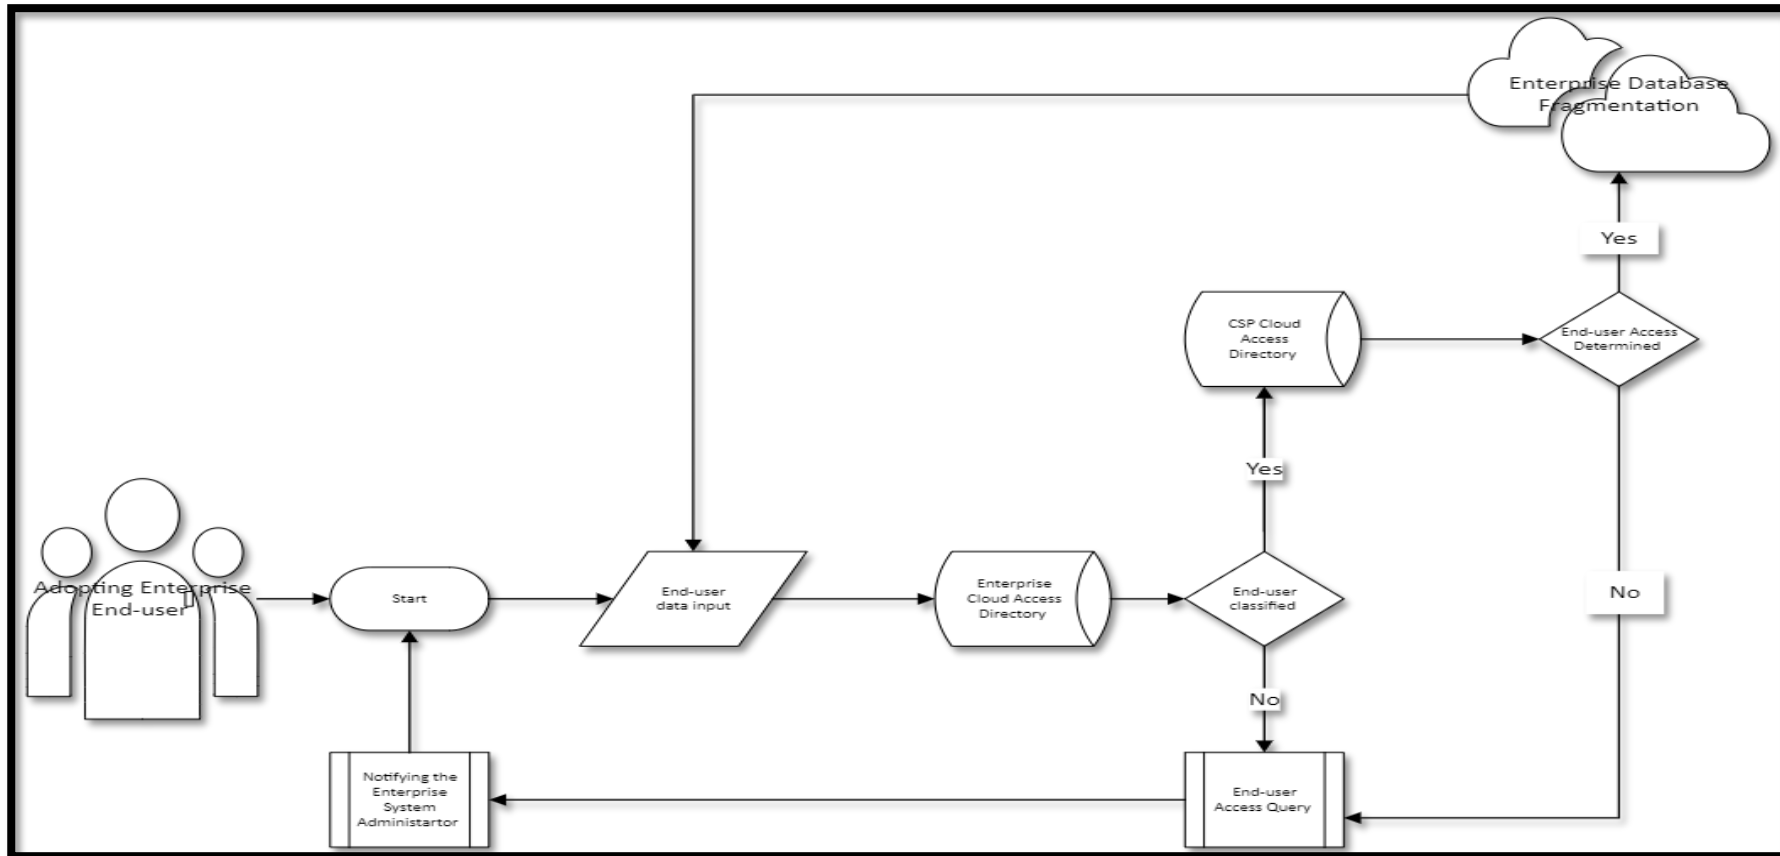 Enterprise Database
Fragmentation
Yes
CSP Cloud
Access
Directory
End-user Access
Determined
Yes
Adopting Enterprise
End-user
Start
End-user
data input
Enterprise
Cloud Access
Directory
End-user
classified
No
No
Notifying the
Enterprise
System
Administartor
End-user
Access Query